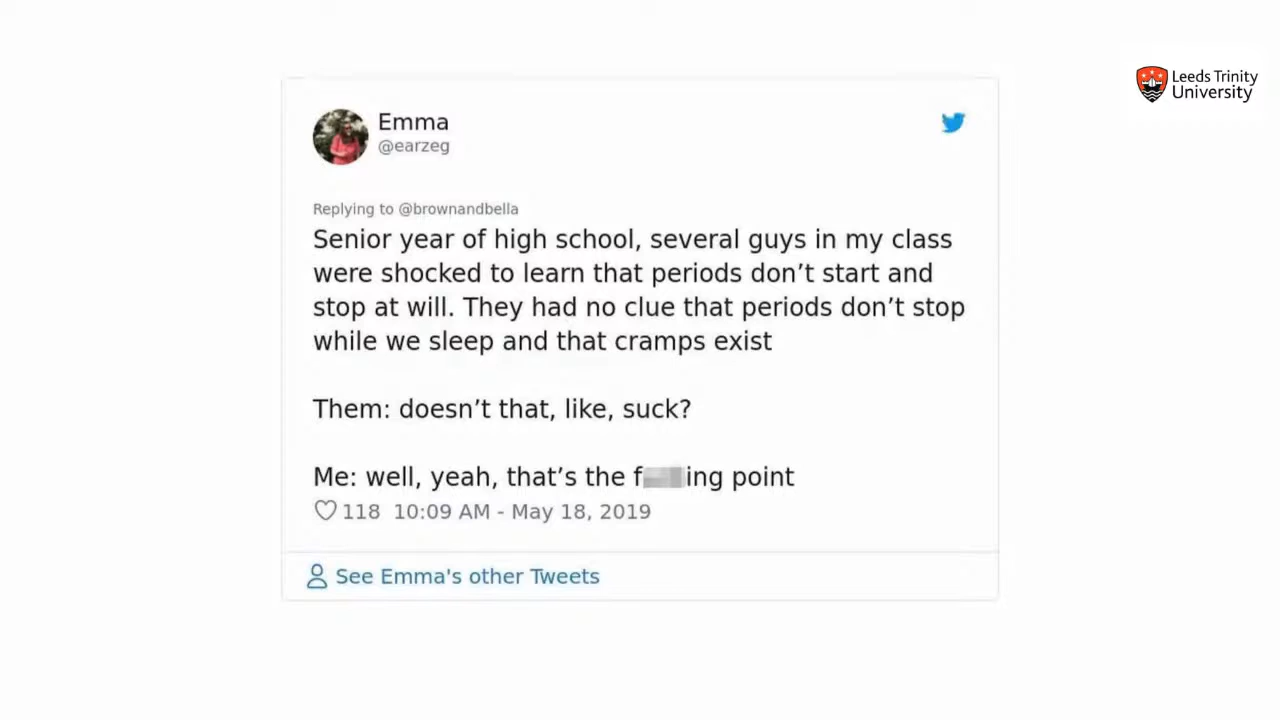 Leeds Trinity
University
Emma
@earzeg
Replying to @brownandbella
Senior year of high school, several guys in my class
were shocked to learn that periods don’t start and
stop at will. They had no clue that periods don’t stop
while we sleep and that cramps exist
Them: doesn’t that, like, suck?
Me: well, yeah, that’s the f ing point
118 10:09 AM - May 18, 2019
See Emma's other Tweets